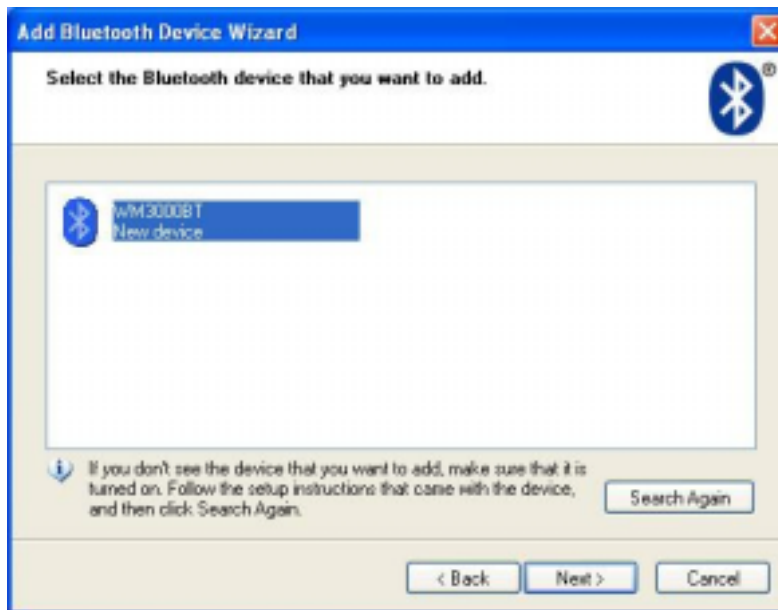 Add Bluetooth Device Wizard
Select the Bluetooth device that you want to add.
®
WM3000BT
New device
If you don't see the device that you want to add, make sure that it is
turned on. Follow the setup instructions that came with the device,
and then click Search Again.
Search Again
< Back
Next >
Cancel